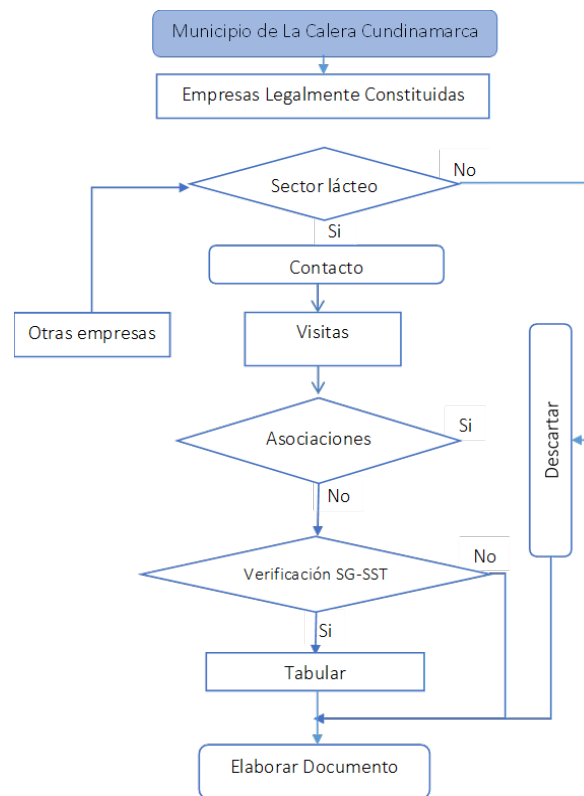 Municipio de La Calera Cundinamarca
Empresas Legalmente Constituidas
No
Sector lácteo
Si
Contacto
Otras empresas
Visitas
Descartar
Si
Asociaciones
No
No
Verificación SG-SST
Si
Tabular
Elaborar Documento